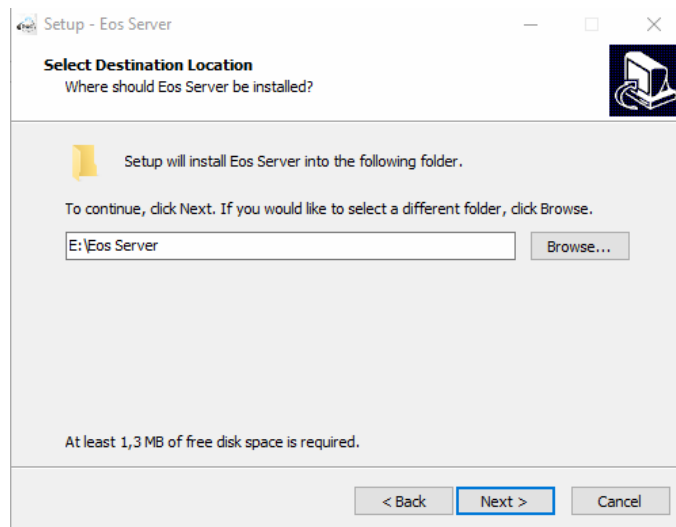 Setup - Eos Server
Select Destination Location
Where should Eos Server be installed?
Setup will install Eos Server into the following folder.
To continue, click Next. If you would like to select a different folder, click Browse.
E:\Eos Server
Browse...
At least 1,3 MB of free disk space is required.
< Back
Next >
Cancel